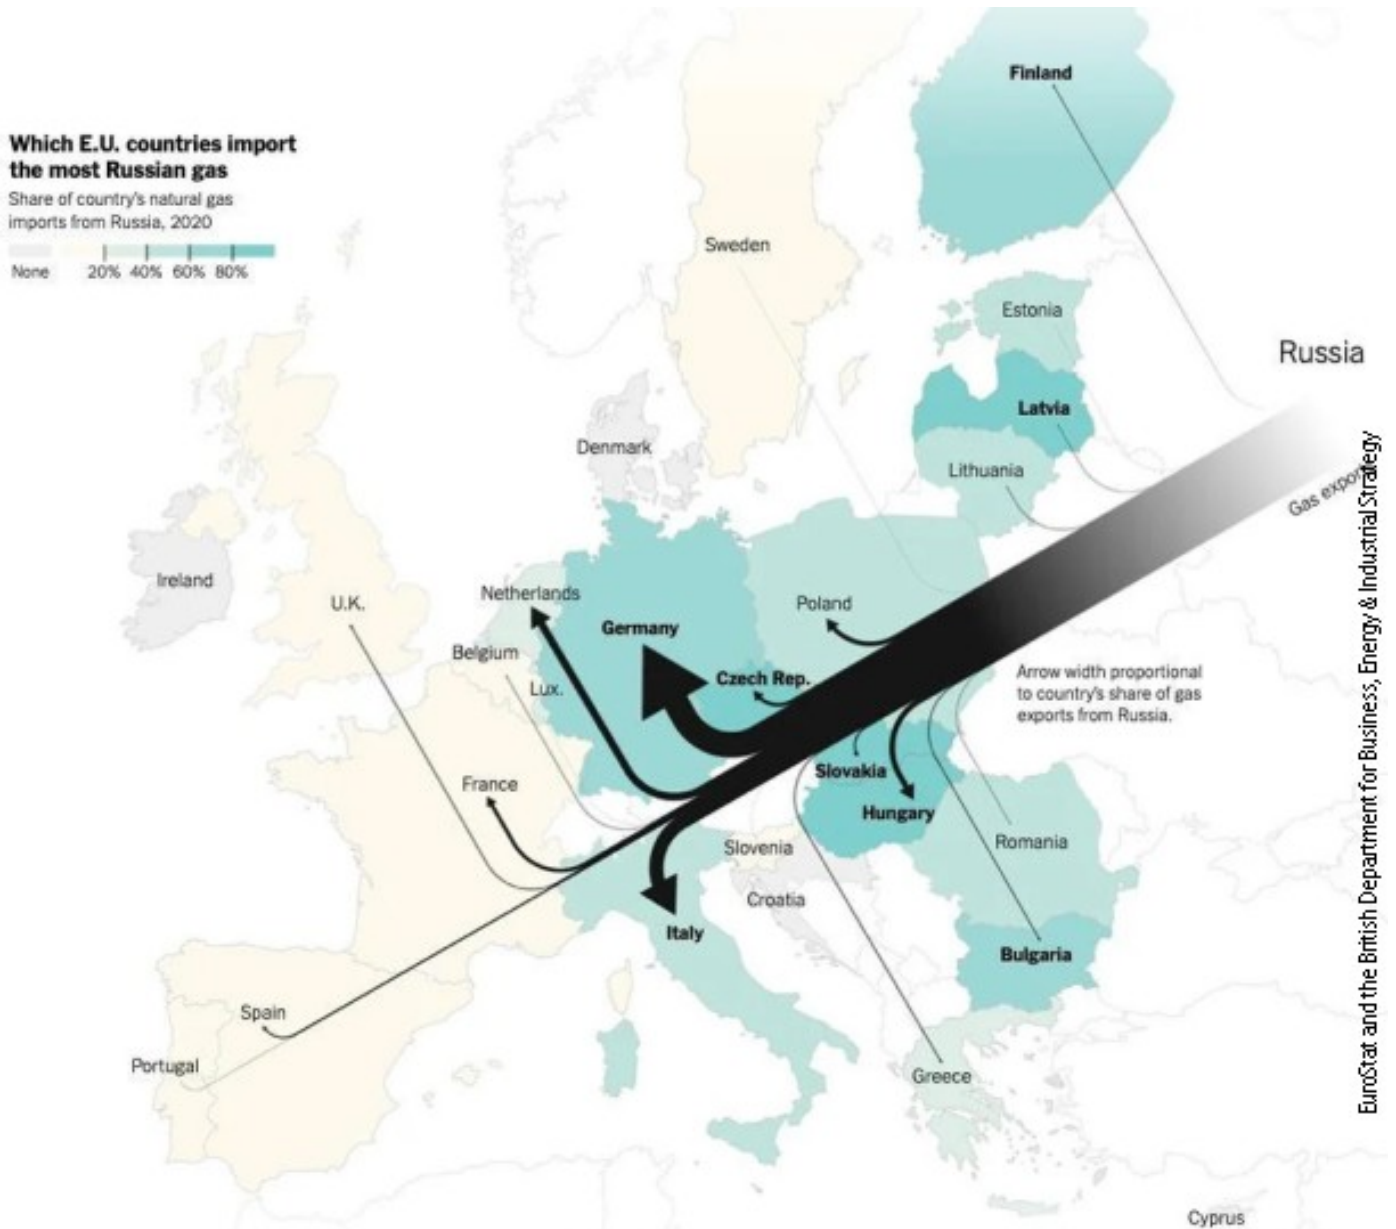 Which E.U. countries import
the most Russian gas
Share of country's natural gas
imports from Russia, 2020
None 20% 40% 60% 80%
Finland
Sweden
Estonia
Russia
Latvia
Denmark
Lithuania
Gas export
Ireland
Netherlands
U.K.
Poland
Germany
Belgium
Czech Rep.
Lux.
Arrow width proportional
to country's share of gas
exports from Russia.
Slovakia
France
Hungary
Slovenia
Romania
Croatia
Italy
Bulgaria
Spain
Portugal
Greece
Cyprus
EuroStat and the British Department for Business, Energy & Industrial Strategy